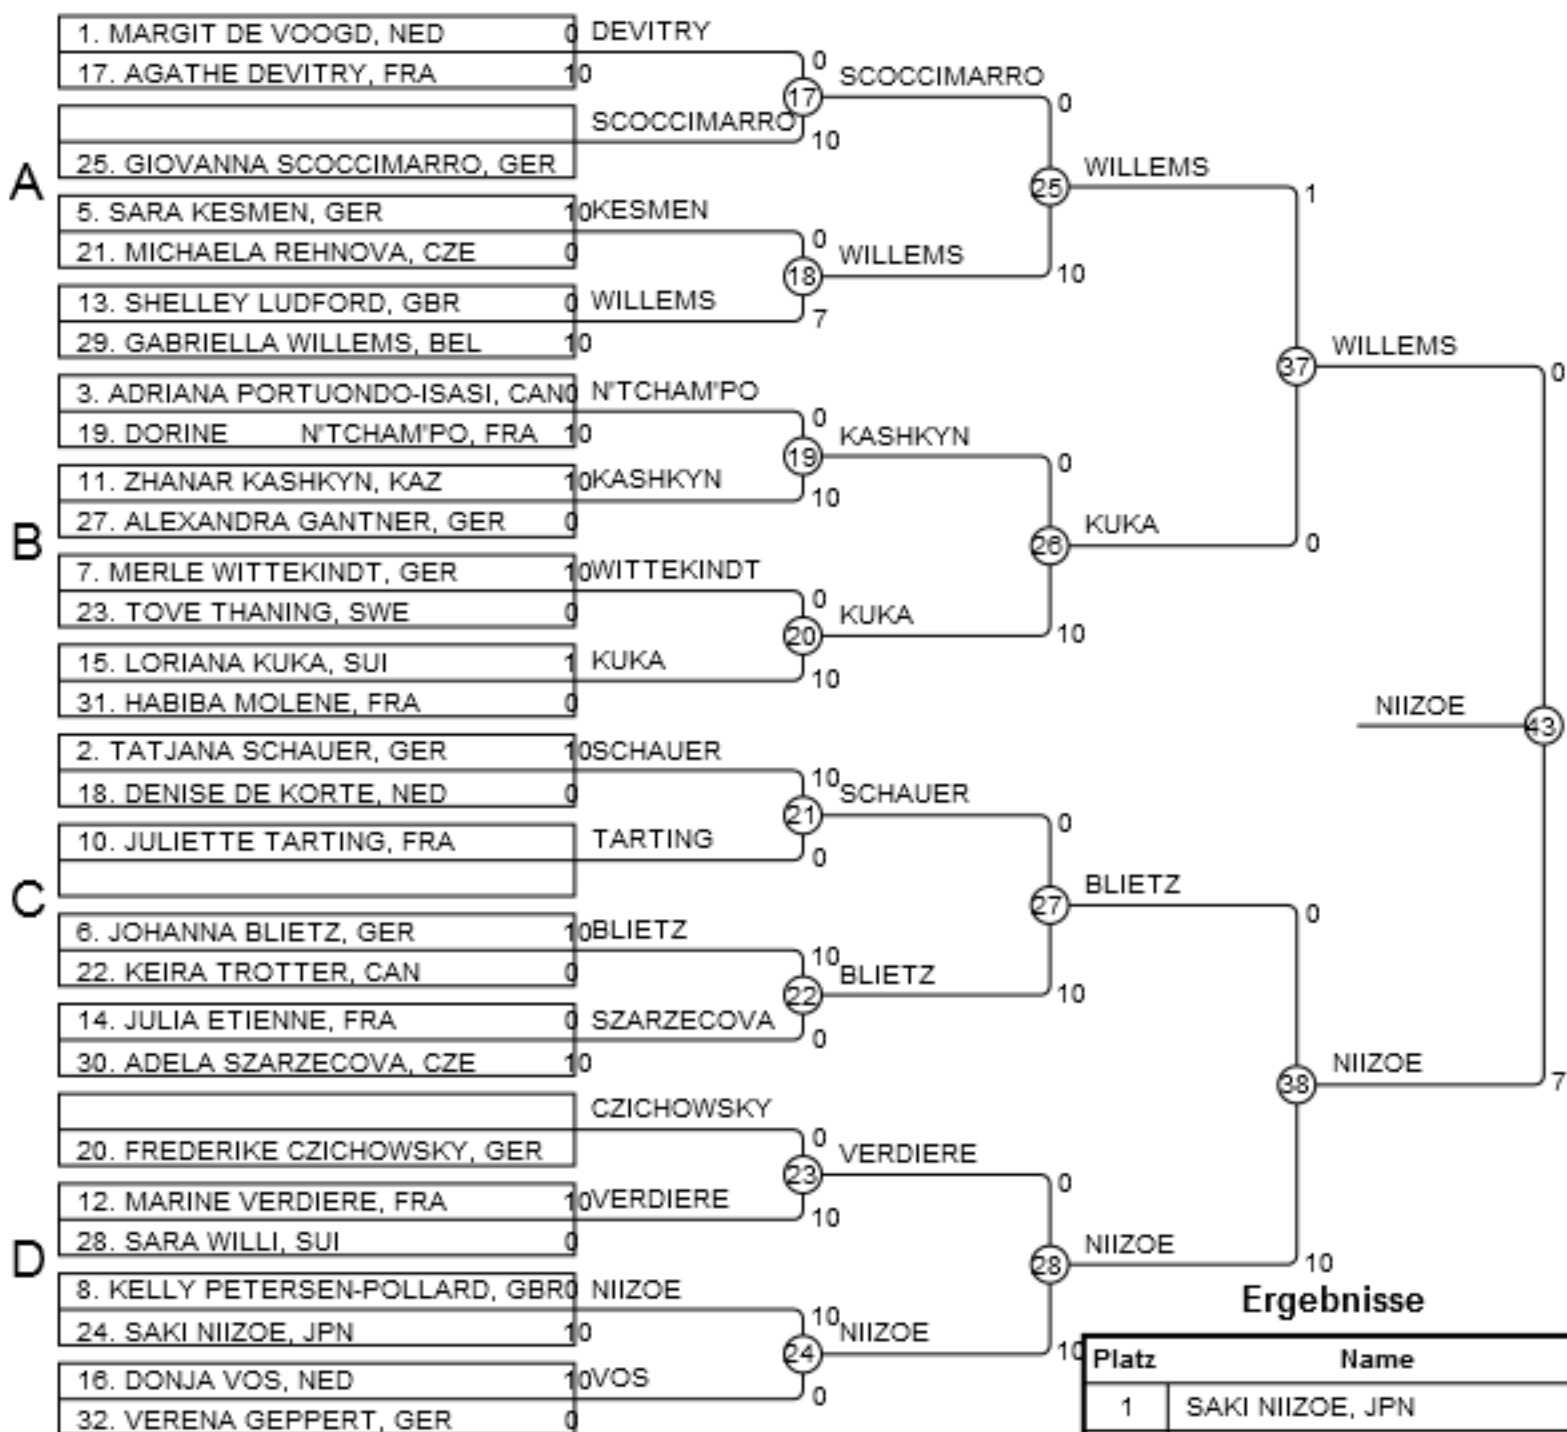 1. MARGIT DE VOOGD, NED 0 DEVITRY
0
17. AGATHE DEVITRY, FRA 10
17 SCOCCIMARRO
0
SCOCCIMARRO
10
25. GIOVANNA SCOCCIMARRO, GER
A
25 WILLEMS
1
5. SARA KESMEN, GER 10 KESMEN
0
21. MICHAELA REHNOVA, CZE 0
18 WILLEMS
10
13. SHELLEY LUDFORD, GBR 0 WILLEMS
7
29. GABRIELLA WILLEMS, BEL 10
37 WILLEMS
0
3. ADRIANA PORTUONDO-ISASI, CAN 0 N'TCHAM'PO
0
19. DORINE N'TCHAM'PO, FRA 10
19 KASHKYN
0
11. ZHANAR KASHKYN, KAZ 10 KASHKYN
10
27. ALEXANDRA GANTNER, GER 0
B
26 KUKA
0
7. MERLE WITTEKINDT, GER 10 WITTEKINDT
0
23. TOVE THANING, SWE 0
20 KUKA
10
15. LORIANA KUKA, SUI 1 KUKA
10
31. HABIBA MOLENE, FRA 0
NIIZOE 43
2. TATJANA SCHAUER, GER 10 SCHAUER
10
18. DENISE DE KORTE, NED 0
21 SCHAUER
0
10. JULIETTE TARTING, FRA TARTING
0
C
27 BLIETZ
0
6. JOHANNA BLIETZ, GER 10 BLIETZ
10
22. KEIRA TROTTER, CAN 0
22 BLIETZ
10
14. JULIA ETIENNE, FRA 0 SZARZECOVA
0
30. ADELA SZARZECOVA, CZE 10
38 NIIZOE
7
CZICHOWSKY
0
20. FREDERIKE CZICHOWSKY, GER
23 VERDIERE
0
12. MARINE VERDIERE, FRA 10 VERDIERE
10
28. SARA WILLI, SUI 0
D
28 NIIZOE
10
8. KELLY PETERSEN-POLLARD, GBR 0 NIIZOE
10
24. SAKI NIIZOE, JPN 10
24 NIIZOE
10
16. DONJA VOS, NED 10 VOS
0
32. VERENA GEPPERT, GER 0
Ergebnisse
Platz Name
1 SAKI NIIZOE, JPN